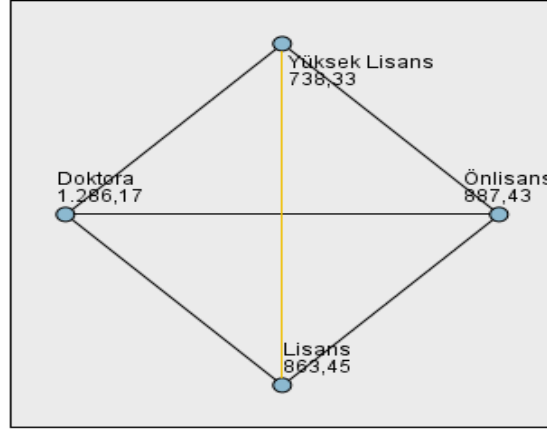 Yüksek Lisans
738,33
Doktora
1.286,17
Önlisans
887,43
Lisans
863,45